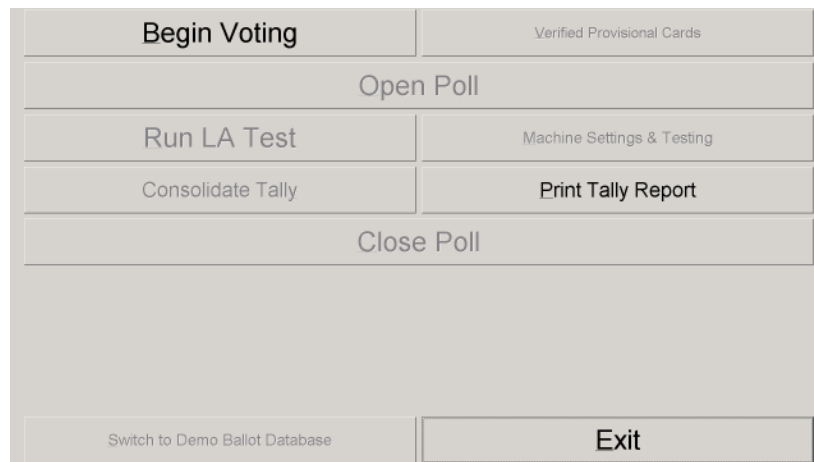 Begin Voting
Verified Provisional Cards
Open Poll
Run LA Test
Machine Settings & Testing
Consolidate Tally
Print Tally Report
Close Poll
Switch to Demo Ballot Database
Exit